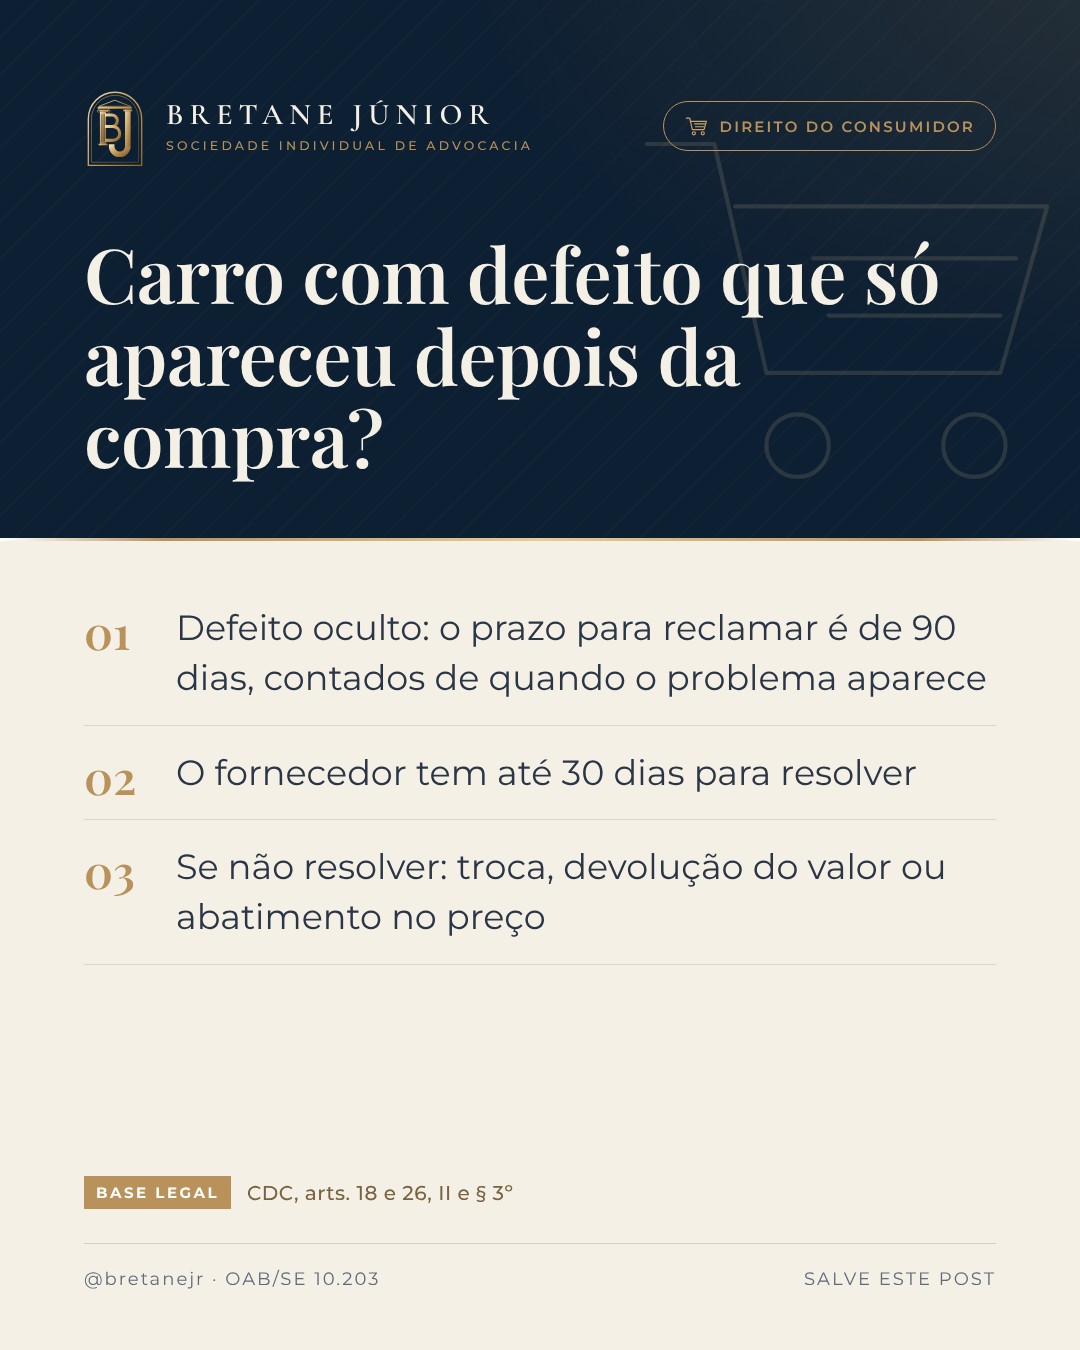 BJ
BRETANE JÚNIOR
SOCIEDADE INDIVIDUAL DE ADVOCACIA
DIREITO DO CONSUMIDOR
Carro com defeito que só
apareceu depois da
compra?
01 Defeito oculto: o prazo para reclamar é de 90
dias, contados de quando o problema aparece
02 O fornecedor tem até 30 dias para resolver
03 Se não resolver: troca, devolução do valor ou
abatimento no preço
BASE LEGAL CDC, arts. 18 e 26, II e § 3º
@bretanejr · OAB/SE 10.203
SALVE ESTE POST